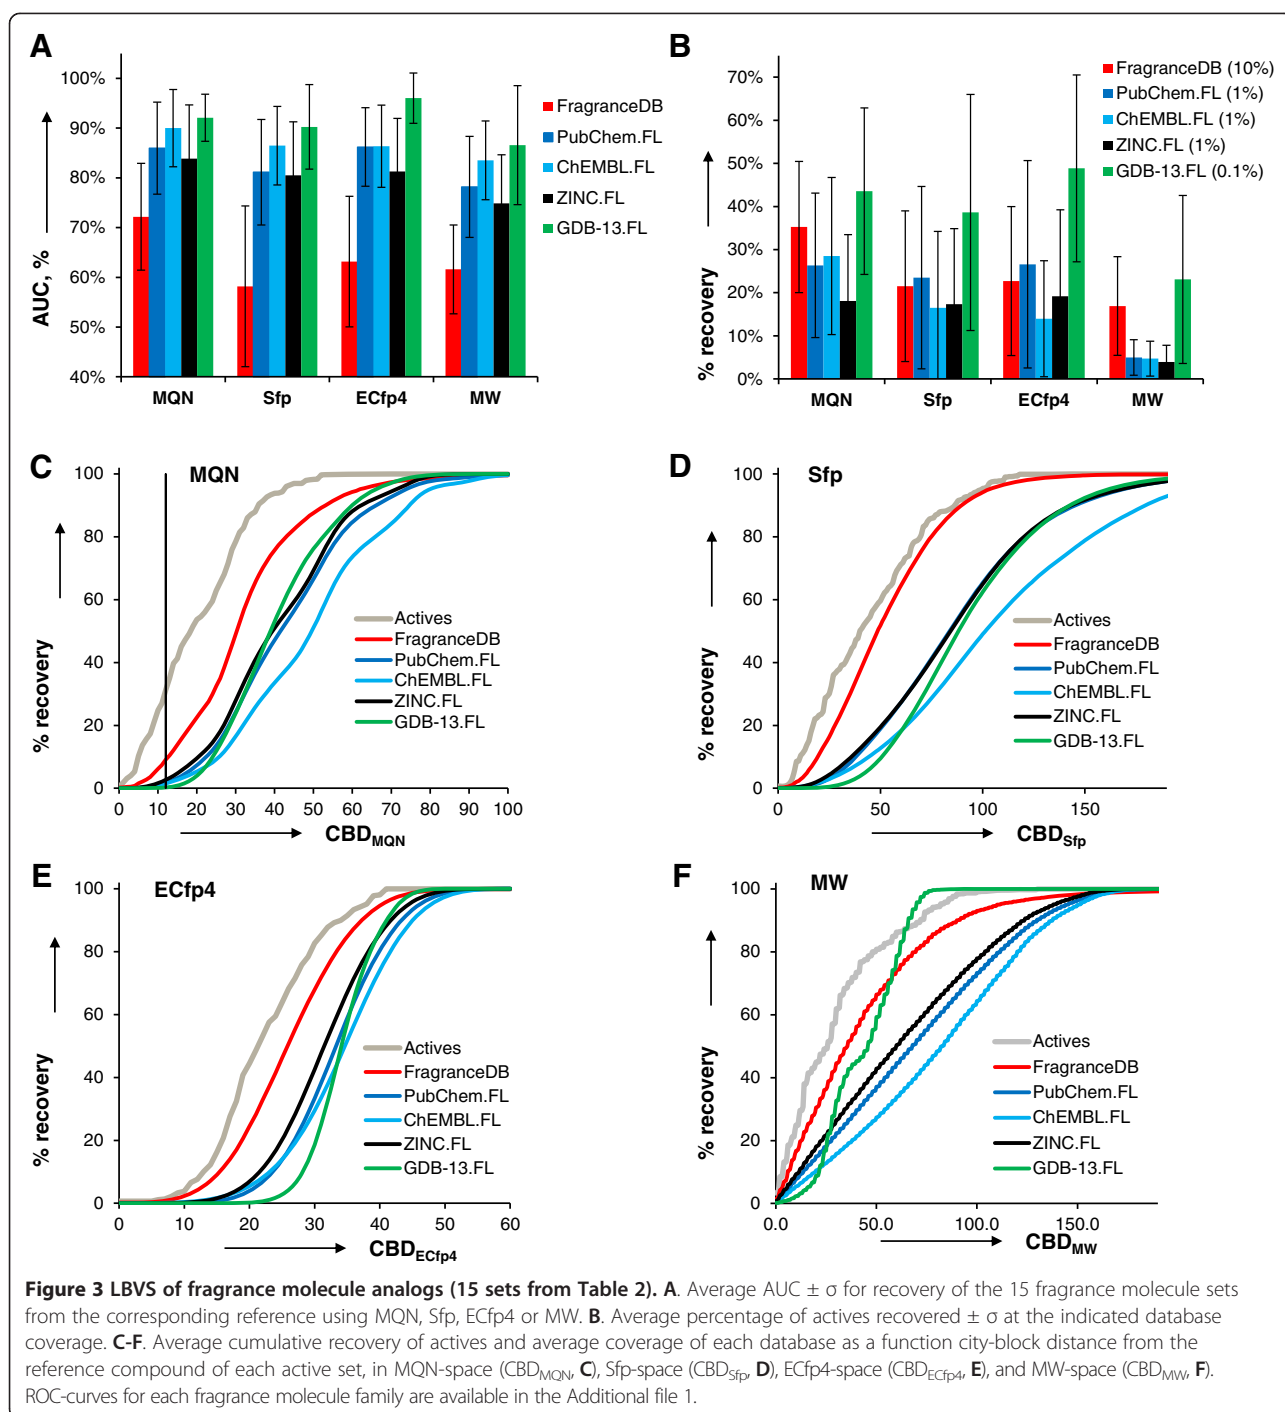 A
AUC, %
100%
90%
80%
70%
60%
50%
40%
MQN Sfp ECfp4 MW
FragranceDB
PubChem.FL
ChEMBL.FL
ZINC.FL
GDB-13.FL
B
% recovery
70%
60%
50%
40%
30%
20%
10%
0%
MQN Sfp ECfp4 MW
FragranceDB (10%)
PubChem.FL (1%)
ChEMBL.FL (1%)
ZINC.FL (1%)
GDB-13.FL (0.1%)
C
MQN
% recovery
100
80
60
40
20
0
0 10 20 30 40 50 60 70 80 90 100
CBDMQN
Actives
FragranceDB
PubChem.FL
ChEMBL.FL
ZINC.FL
GDB-13.FL
D
Sfp
% recovery
100
80
60
40
20
0
0 50 100 150
CBDSfp
Actives
FragranceDB
PubChem.FL
ChEMBL.FL
ZINC.FL
GDB-13.FL
E
ECfp4
% recovery
100
80
60
40
20
0
0 10 20 30 40 50 60
CBDECfp4
Actives
FragranceDB
PubChem.FL
ChEMBL.FL
ZINC.FL
GDB-13.FL
F
MW
% recovery
100
80
60
40
20
0
0.0 50.0 100.0 150.0
CBDMW
Actives
FragranceDB
PubChem.FL
ChEMBL.FL
ZINC.FL
GDB-13.FL
Figure 3 LBVS of fragrance molecule analogs (15 sets from Table 2). A. Average AUC ± σ for recovery of the 15 fragrance molecule sets
from the corresponding reference using MQN, Sfp, ECfp4 or MW. B. Average percentage of actives recovered ± σ at the indicated database
coverage. C-F. Average cumulative recovery of actives and average coverage of each database as a function city-block distance from the
reference compound of each active set, in MQN-space (CBDMQN, C), Sfp-space (CBDSfp, D), ECfp4-space (CBDECfp4, E), and MW-space (CBDMW, F).
ROC-curves for each fragrance molecule family are available in the Additional file 1.